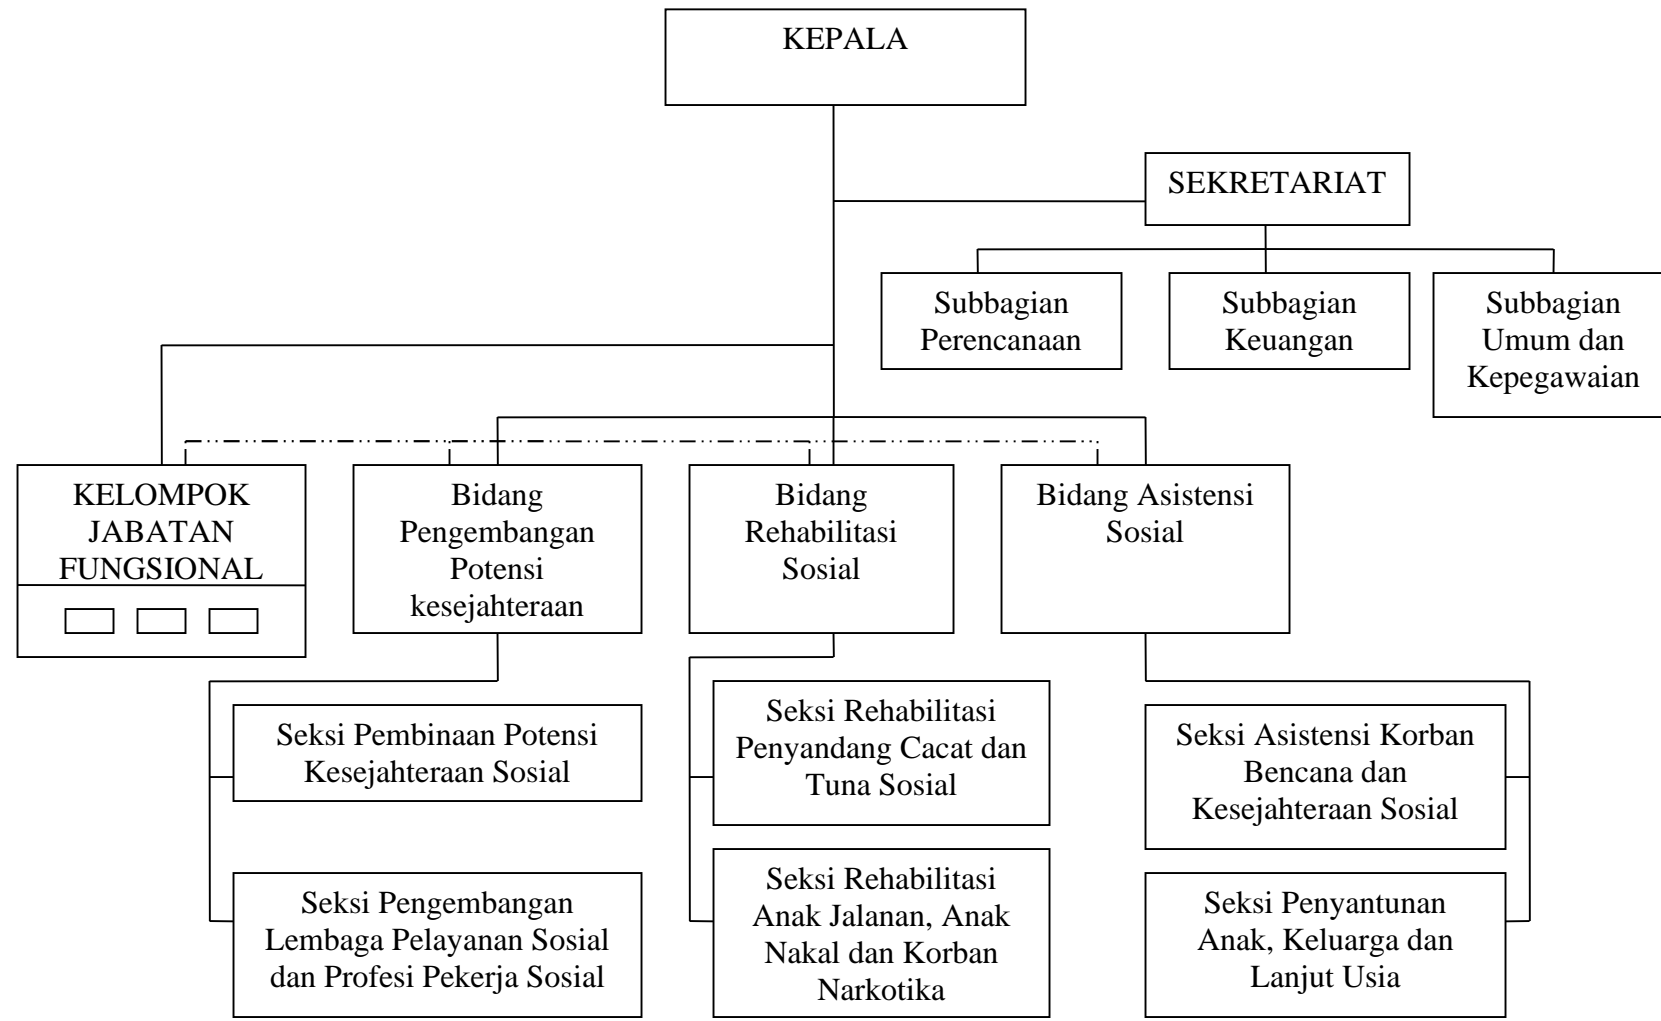 KEPALA
SEKRETARIAT
Subbagian
Perencanaan
Subbagian
Keuangan
Subbagian
Umum dan
Kepegawaian
KELOMPOK
JABATAN
FUNGSIONAL
Bidang
Pengembangan
Potensi
kesejahteraan
Bidang
Rehabilitasi
Sosial
Bidang Asistensi
Sosial
Seksi Pembinaan Potensi
Kesejahteraan Sosial
Seksi Rehabilitasi
Penyandang Cacat dan
Tuna Sosial
Seksi Asistensi Korban
Bencana dan
Kesejahteraan Sosial
Seksi Pengembangan
Lembaga Pelayanan Sosial
dan Profesi Pekerja Sosial
Seksi Rehabilitasi
Anak Jalanan, Anak
Nakal dan Korban
Narkotika
Seksi Penyantunan
Anak, Keluarga dan
Lanjut Usia